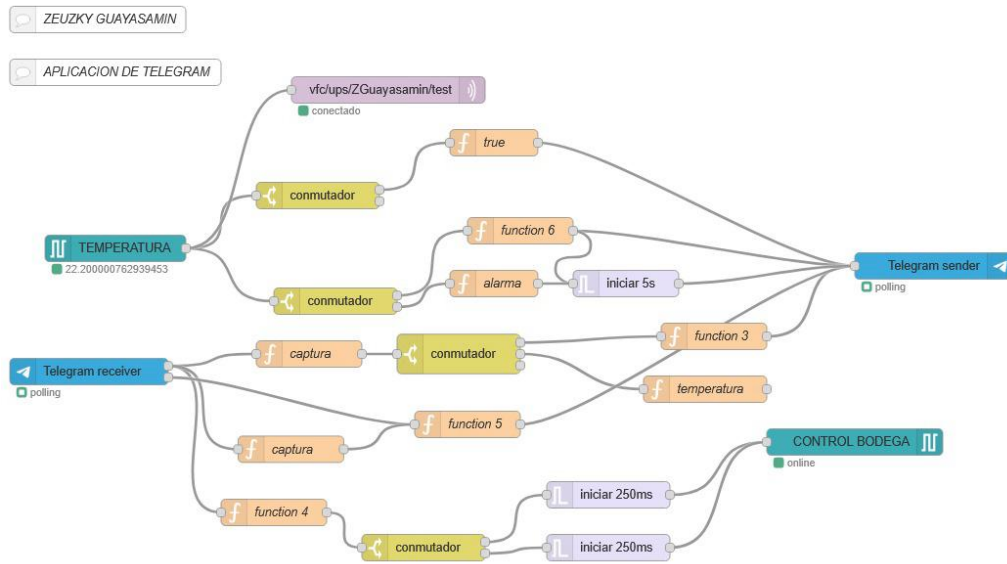 ZEUZKY GUAYASAMIN
APLICACION DE TELEGRAM
vfc/ups/ZGuayasamin/test
conectado
true
conmutador
function 6
TEMPERATURA
22.200000762939453
Telegram sender
polling
alarma
iniciar 5s
conmutador
function 3
captura
conmutador
Telegram receiver
polling
temperatura
function 5
captura
CONTROL BODEGA
online
iniciar 250ms
function 4
conmutador
iniciar 250ms